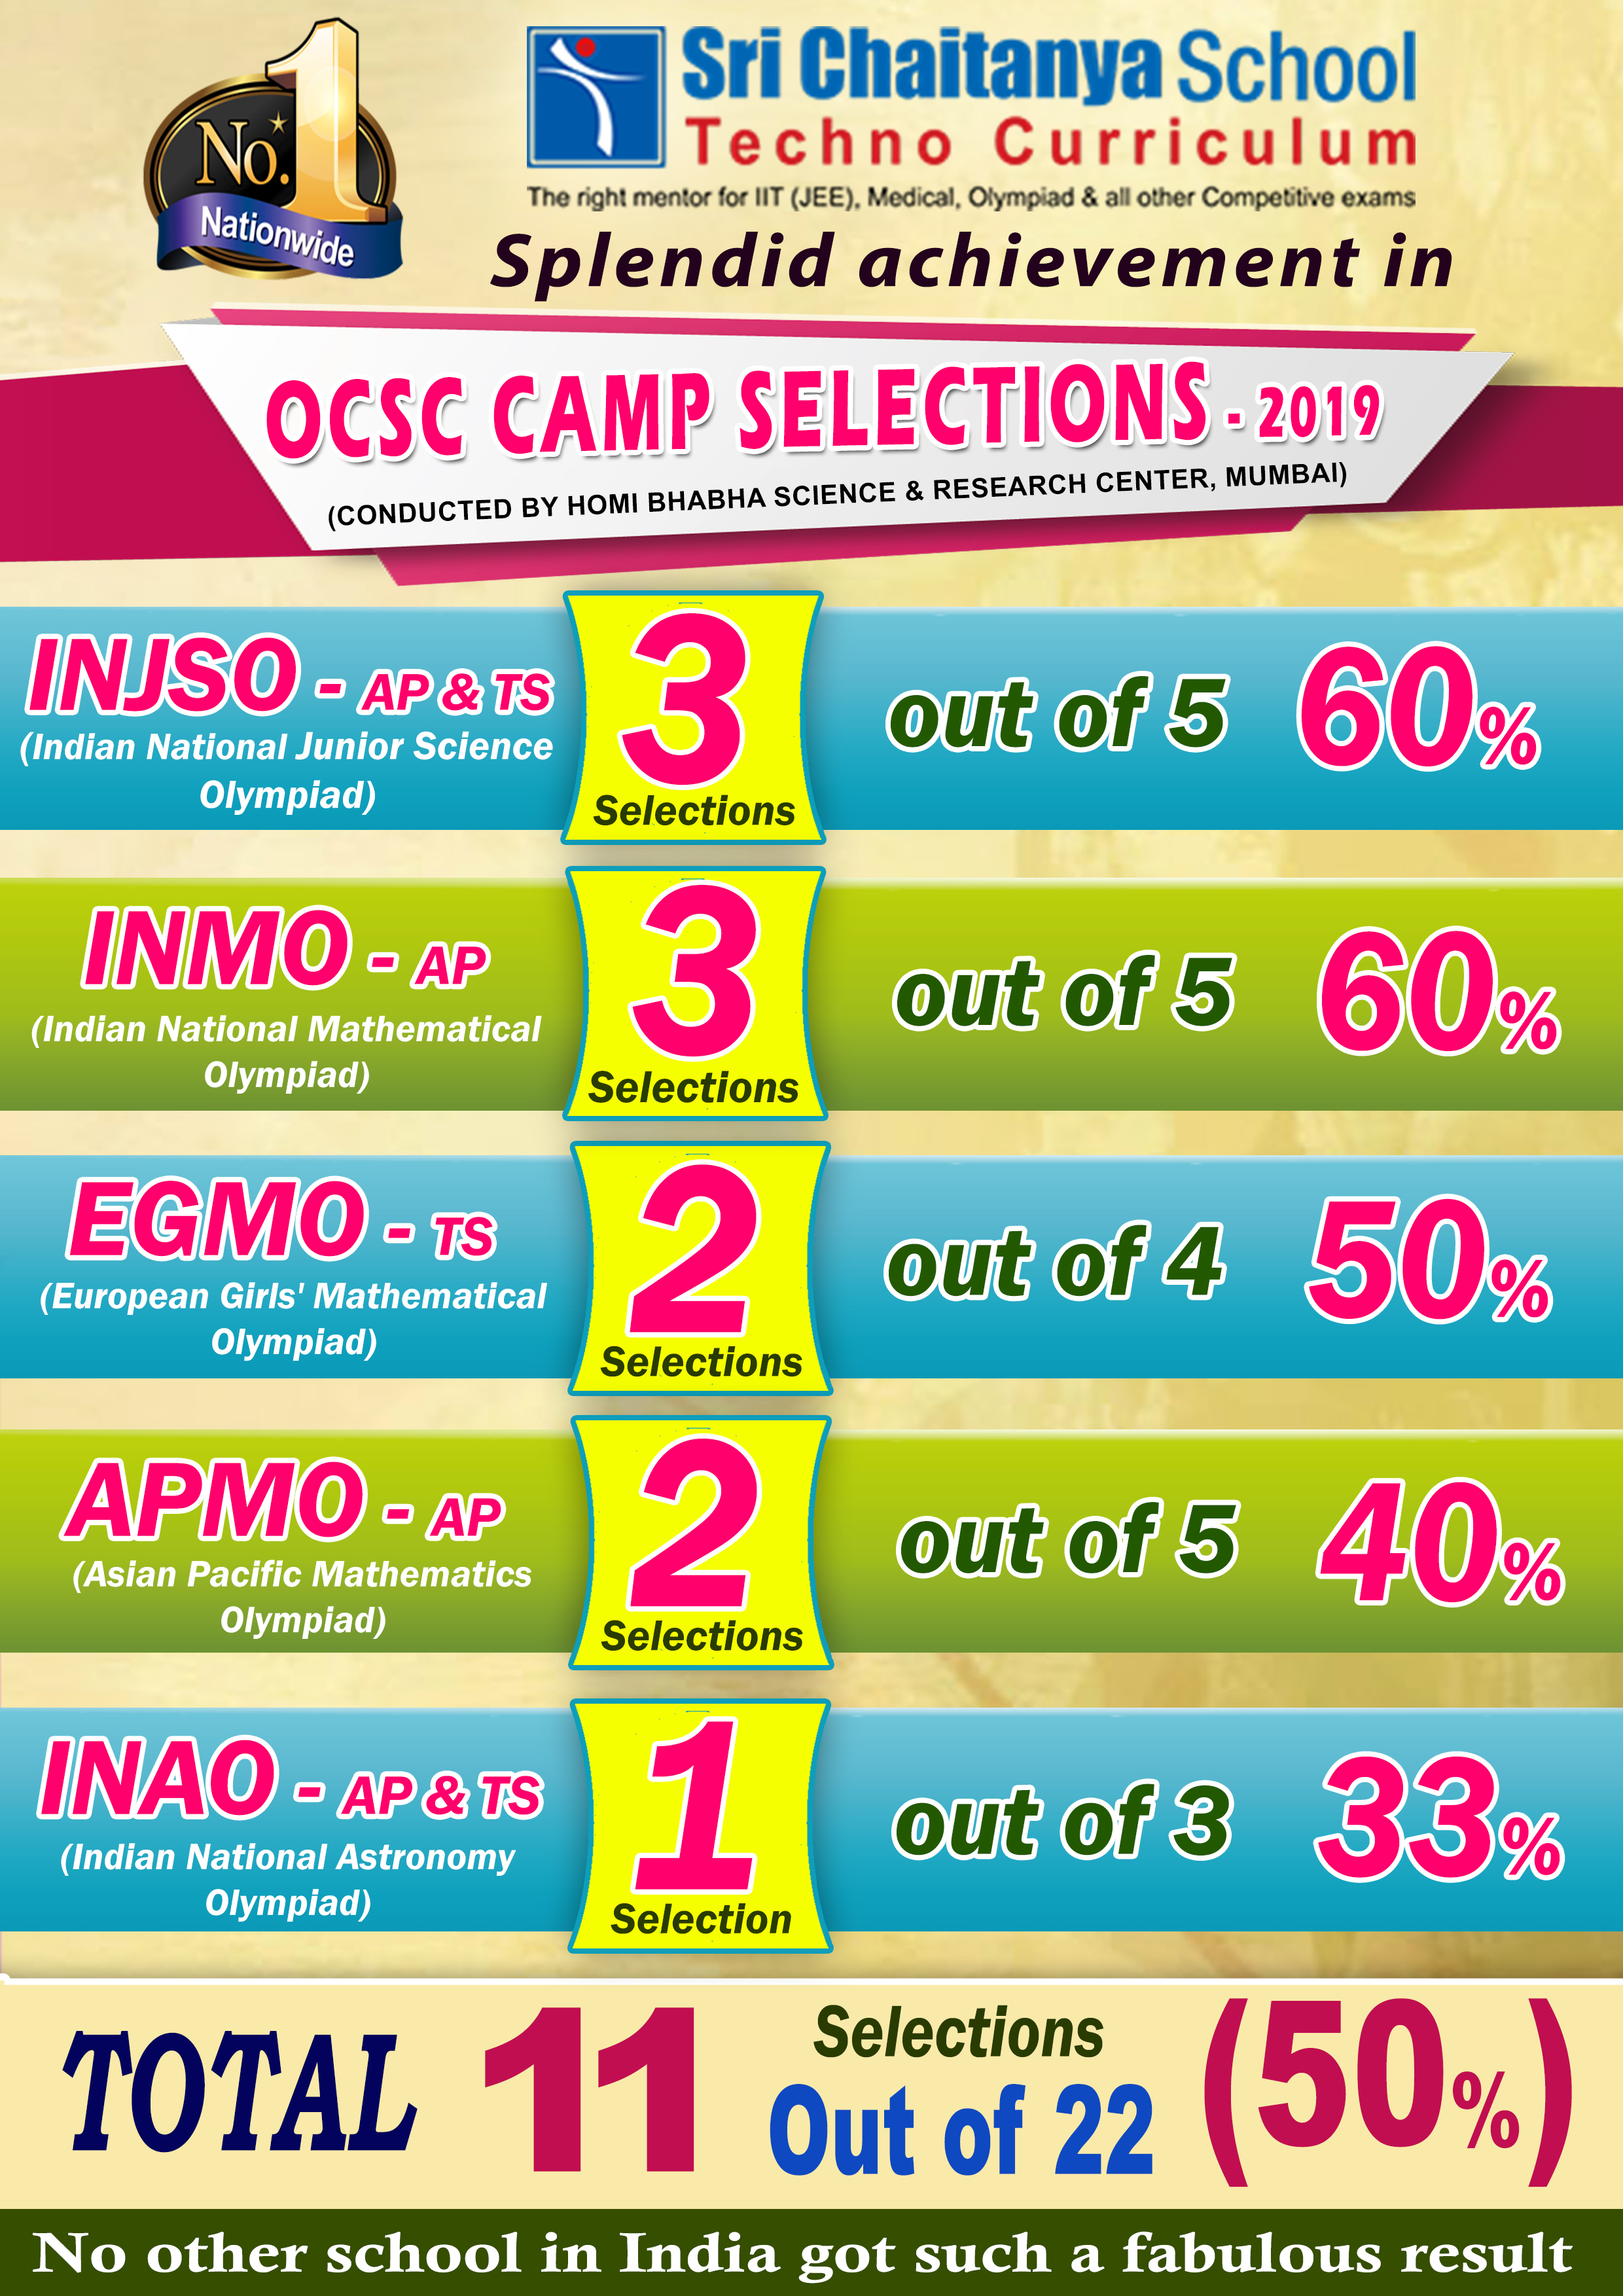 No. 1
Nationwide
Sri Chaitanya School
Techno Curriculum
The right mentor for IIT (JEE), Medical, Olympiad & all other Competitive exams
Splendid achievement in
OCSC CAMP SELECTIONS - 2019
(CONDUCTED BY HOMI BHABHA SCIENCE & RESEARCH CENTER, MUMBAI)
INJSO - AP & TS
(Indian National Junior Science
Olympiad)
3
Selections
out of 5
60%
INMO - AP
(Indian National Mathematical
Olympiad)
3
Selections
out of 5
60%
EGMO - TS
(European Girls' Mathematical
Olympiad)
2
Selections
out of 4
50%
APMO - AP
(Asian Pacific Mathematics
Olympiad)
2
Selections
out of 5
40%
INAO - AP & TS
(Indian National Astronomy
Olympiad)
1
Selection
out of 3
33%
TOTAL
11
Selections
Out of 22
(50%)
No other school in India got such a fabulous result